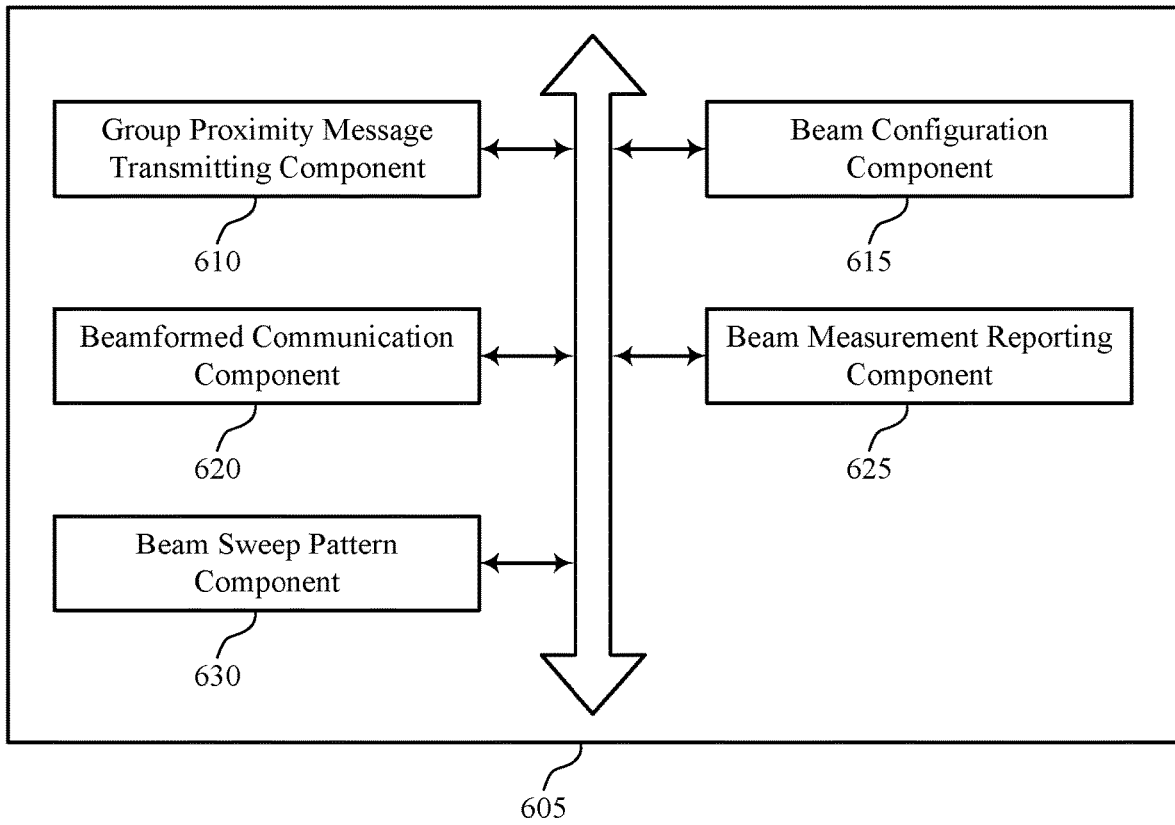 Group Proximity Message
Transmitting Component
610
Beam Configuration
Component
615
Beamformed Communication
Component
620
Beam Measurement Reporting
Component
625
Beam Sweep Pattern
Component
630
605